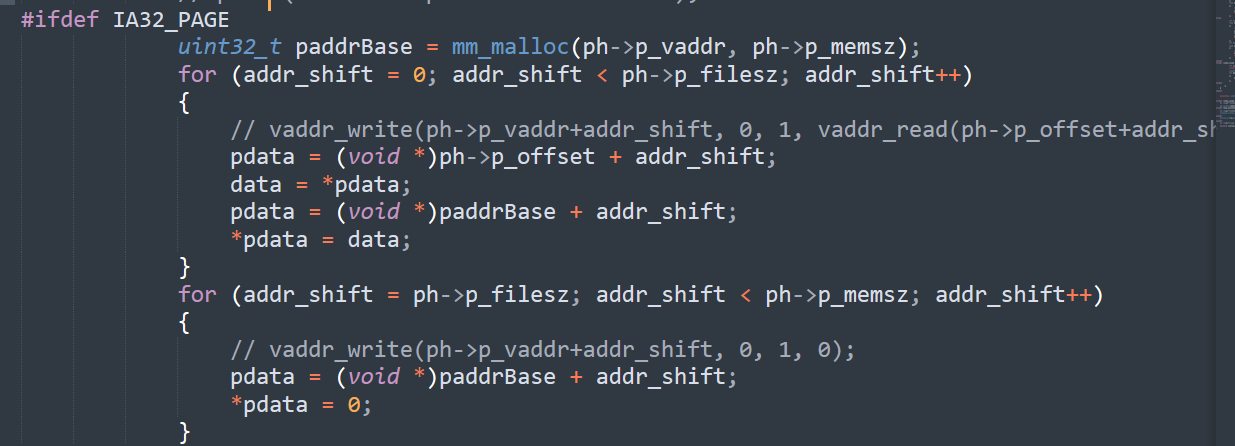 #ifdef IA32_PAGE
uint32_t paddrBase = mm_malloc(ph->p_vaddr, ph->p_memsz);
for (addr_shift = 0; addr_shift < ph->p_filesz; addr_shift++)
{
// vaddr_write(ph->p_vaddr+addr_shift, 0, 1, vaddr_read(ph->p_offset+addr_sh
pdata = (void *)ph->p_offset + addr_shift;
data = *pdata;
pdata = (void *)paddrBase + addr_shift;
*pdata = data;
}
for (addr_shift = ph->p_filesz; addr_shift < ph->p_memsz; addr_shift++)
{
// vaddr_write(ph->p_vaddr+addr_shift, 0, 1, 0);
pdata = (void *)paddrBase + addr_shift;
*pdata = 0;
}